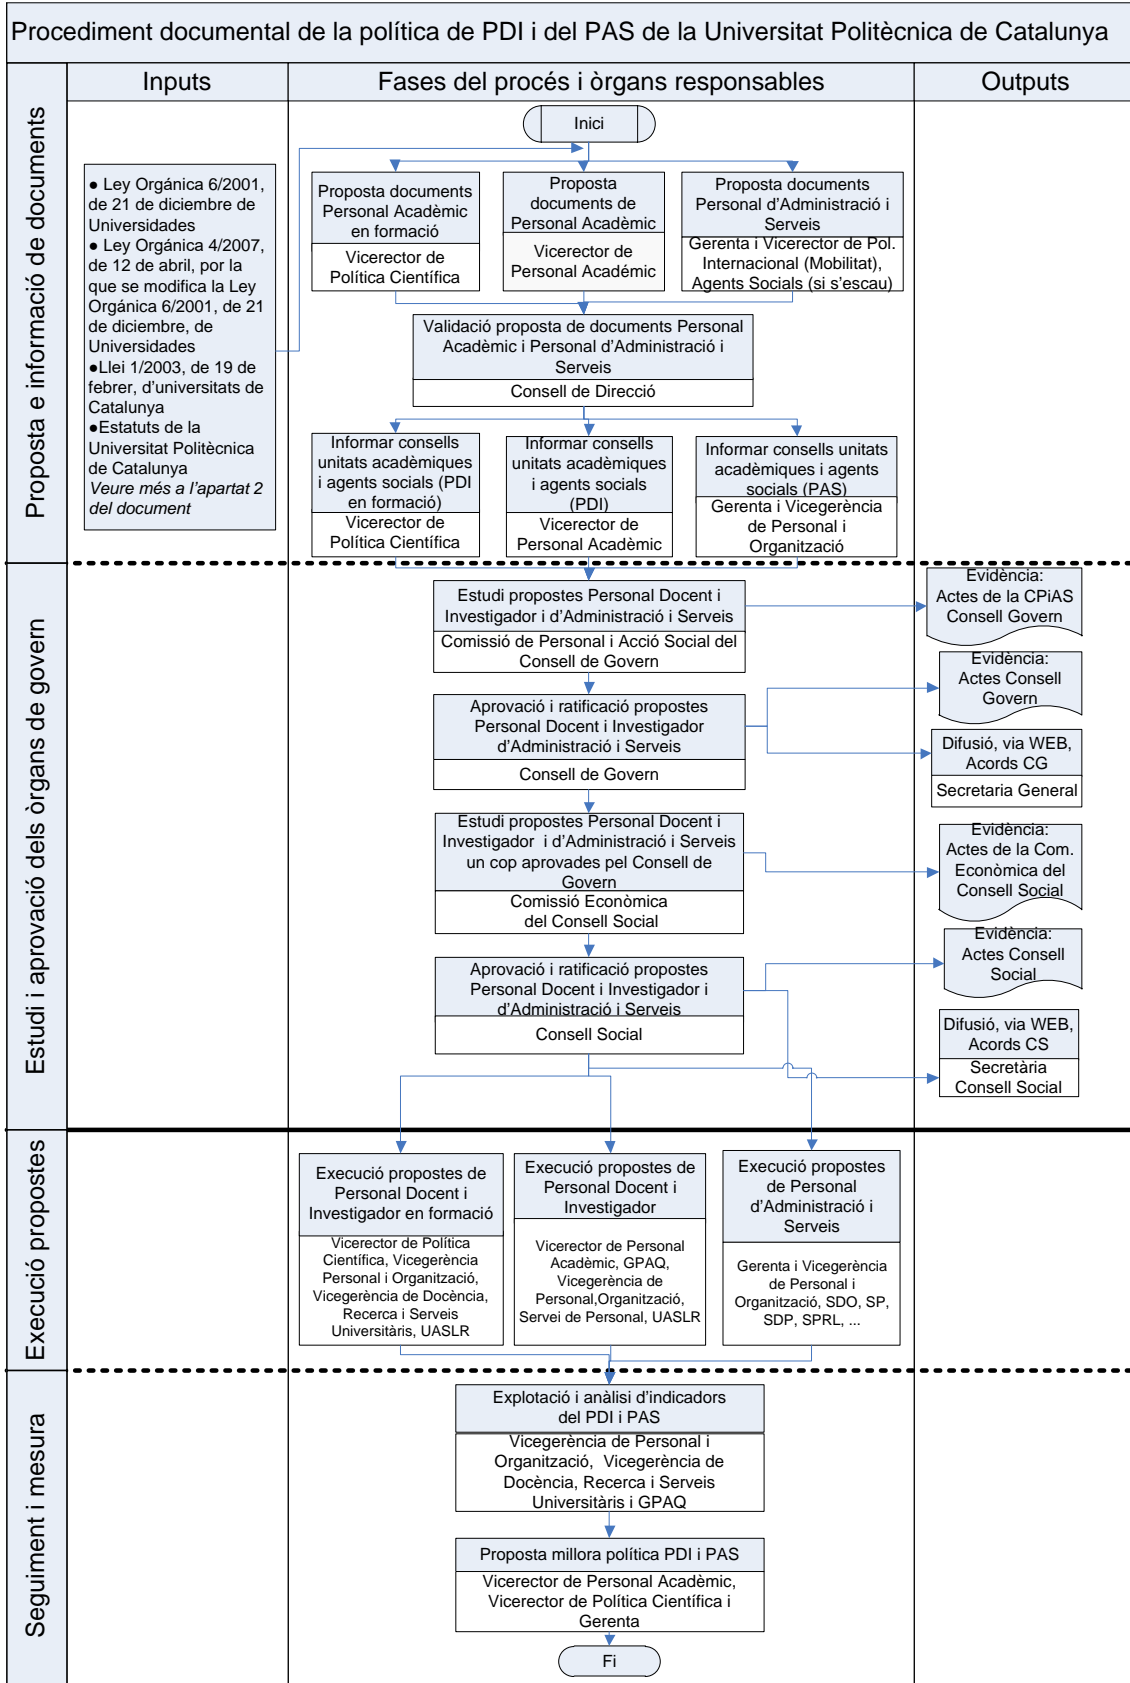 Procediment documental de la política de PDI i del PAS de la Universitat Politècnica de Catalunya
Inputs
Fases del procés i òrgans responsables
Outputs
Proposta e informació de documents
Inici
● Ley Orgánica 6/2001,
de 21 de diciembre de
Universidades
● Ley Orgánica 4/2007,
de 12 de abril, por la
que se modifica la Ley
Orgánica 6/2001, de 21
de diciembre, de
Universidades
●Llei 1/2003, de 19 de
febrer, d’universitats de
Catalunya
●Estatuts de la
Universitat Politècnica
de Catalunya
Veure més a l’apartat 2
del document
Proposta documents
Personal Acadèmic
en formació
Vicerector de
Política Científica
Proposta
documents de
Personal Acadèmic
Vicerector de
Personal Académic
Proposta documents
Personal d’Administració i
Serveis
Gerenta i Vicerector de Pol.
Internacional (Mobilitat),
Agents Socials (si s’escau)
Validació proposta de documents Personal
Acadèmic i Personal d’Administració i
Serveis
Consell de Direcció
Informar consells
unitats acadèmiques
i agents socials (PDI
en formació)
Vicerector de
Política Científica
Informar consells
unitats acadèmiques
i agents socials
(PDI)
Vicerector de
Personal Acadèmic
Informar consells unitats
acadèmiques i agents
socials (PAS)
Gerenta i Vicegerència
de Personal i
Organització
Estudi i aprovació dels òrgans de govern
Estudi propostes Personal Docent i
Investigador i d’Administració i Serveis
Comissió de Personal i Acció Social del
Consell de Govern
Evidència:
Actes de la CPiAS
Consell Govern
Aprovació i ratificació propostes
Personal Docent i Investigador
d’Administració i Serveis
Consell de Govern
Evidència:
Actes Consell
Govern
Difusió, via WEB,
Acords CG
Secretaria General
Estudi propostes Personal Docent i
Investigador i d’Administració i Serveis
un cop aprovades pel Consell de
Govern
Comissió Econòmica
del Consell Social
Evidència:
Actes de la Com.
Econòmica del
Consell Social
Aprovació i ratificació propostes
Personal Docent i Investigador i
d’Administració i Serveis
Consell Social
Evidència:
Actes Consell
Social
Difusió, via WEB,
Acords CS
Secretària
Consell Social
Execució propostes
Execució propostes de
Personal Docent i
Investigador en formació
Vicerector de Política
Científica, Vicegerència
Personal i Organització,
Vicegerència de Docència,
Recerca i Serveis
Universitàris, UASLR
Execució propostes de
Personal Docent i
Investigador
Vicerector de Personal
Acadèmic, GPAQ,
Vicegerència de
Personal,Organització,
Servei de Personal, UASLR
Execució propostes
de Personal
d’Administració i
Serveis
Gerenta i Vicegerència
de Personal i
Organització, SDO, SP,
SDP, SPRL, ...
Seguiment i mesura
Explotació i anàlisi d’indicadors
del PDI i PAS
Vicegerència de Personal i
Organització, Vicegerència de
Docència, Recerca i Serveis
Universitàris i GPAQ
Proposta millora política PDI i PAS
Vicerector de Personal Acadèmic,
Vicerector de Política Científica i
Gerenta
Fi